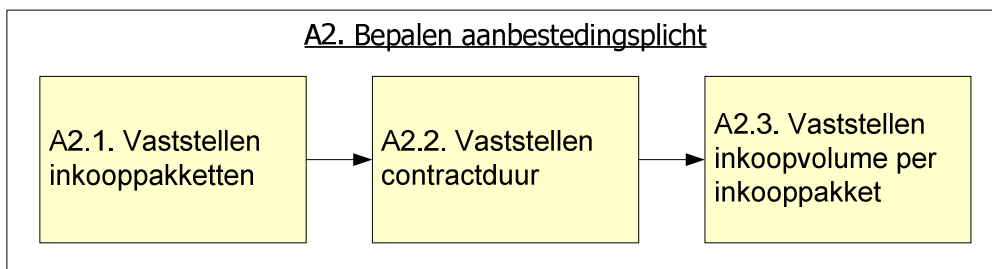 A2. Bepalen aanbestedingsplicht
A2.1. Vaststellen
inkooppakketten
A2.2. Vaststellen
contractduur
A2.3. Vaststellen
inkoopvolume per
inkooppakket